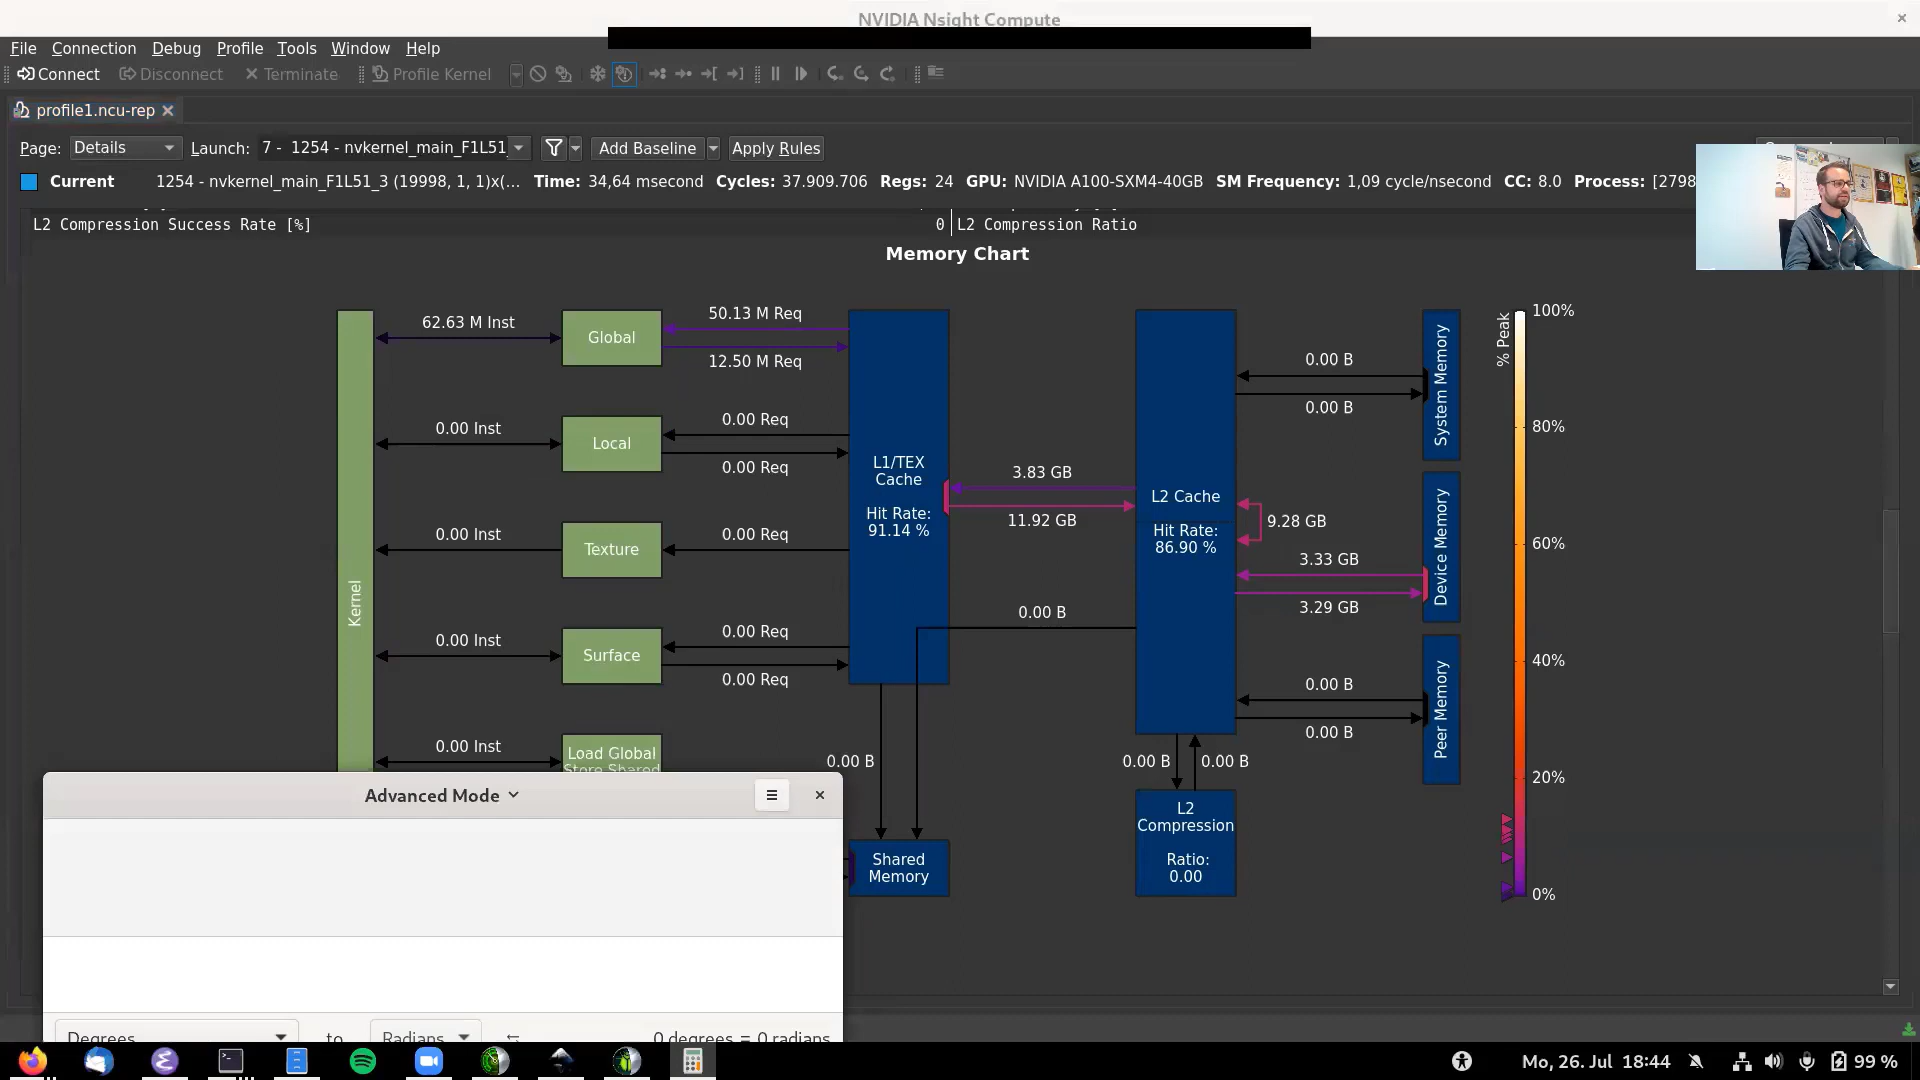 NVIDIA Nsight Compute
File Connection Debug Profile Tools Window Help
Connect Disconnect Terminate Profile Kernel
profile1.ncu-rep
Page: Details Launch: 7 - 1254 - nvkernel_main_F1L51 Add Baseline Apply Rules
Current 1254 - nvkernel_main_F1L51_3 (19998, 1, 1)x(... Time: 34,64 msecond Cycles: 37.909.706 Regs: 24 GPU: NVIDIA A100-SXM4-40GB SM Frequency: 1,09 cycle/nsecond CC: 8.0 Process: [2798
L2 Compression Success Rate [%] 0 L2 Compression Ratio
Memory Chart
Kernel
62.63 M Inst
Global
50.13 M Req
12.50 M Req
0.00 Inst
Local
0.00 Req
0.00 Req
0.00 Inst
Texture
0.00 Req
0.00 Inst
Surface
0.00 Req
0.00 Req
0.00 Inst
Load Global
Store Shared
L1/TEX
Cache
Hit Rate:
91.14 %
3.83 GB
11.92 GB
0.00 B
0.00 B
Shared
Memory
L2 Cache
Hit Rate:
86.90 %
9.28 GB
0.00 B
0.00 B
System Memory
3.33 GB
3.29 GB
Device Memory
0.00 B
0.00 B
Peer Memory
0.00 B 0.00 B
L2
Compression
Ratio:
0.00
% Peak
100%
80%
60%
40%
20%
0%
Advanced Mode
Degrees to Radians 0 degrees = 0 radians
Mo, 26. Jul 18:44 99 %